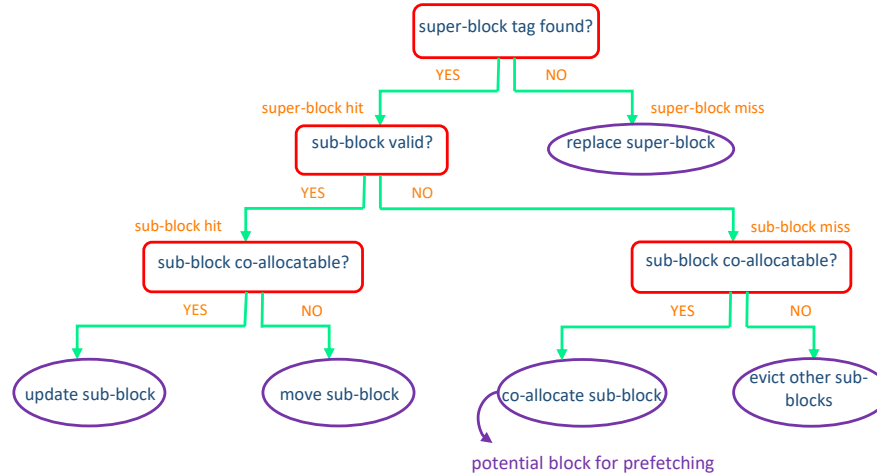 super-block tag found?
YES
NO
super-block hit
super-block miss
sub-block valid?
replace super-block
YES
NO
sub-block hit
sub-block miss
sub-block co-allocatable?
sub-block co-allocatable?
YES
NO
YES
NO
update sub-block
move sub-block
co-allocate sub-block
evict other sub-
blocks
potential block for prefetching